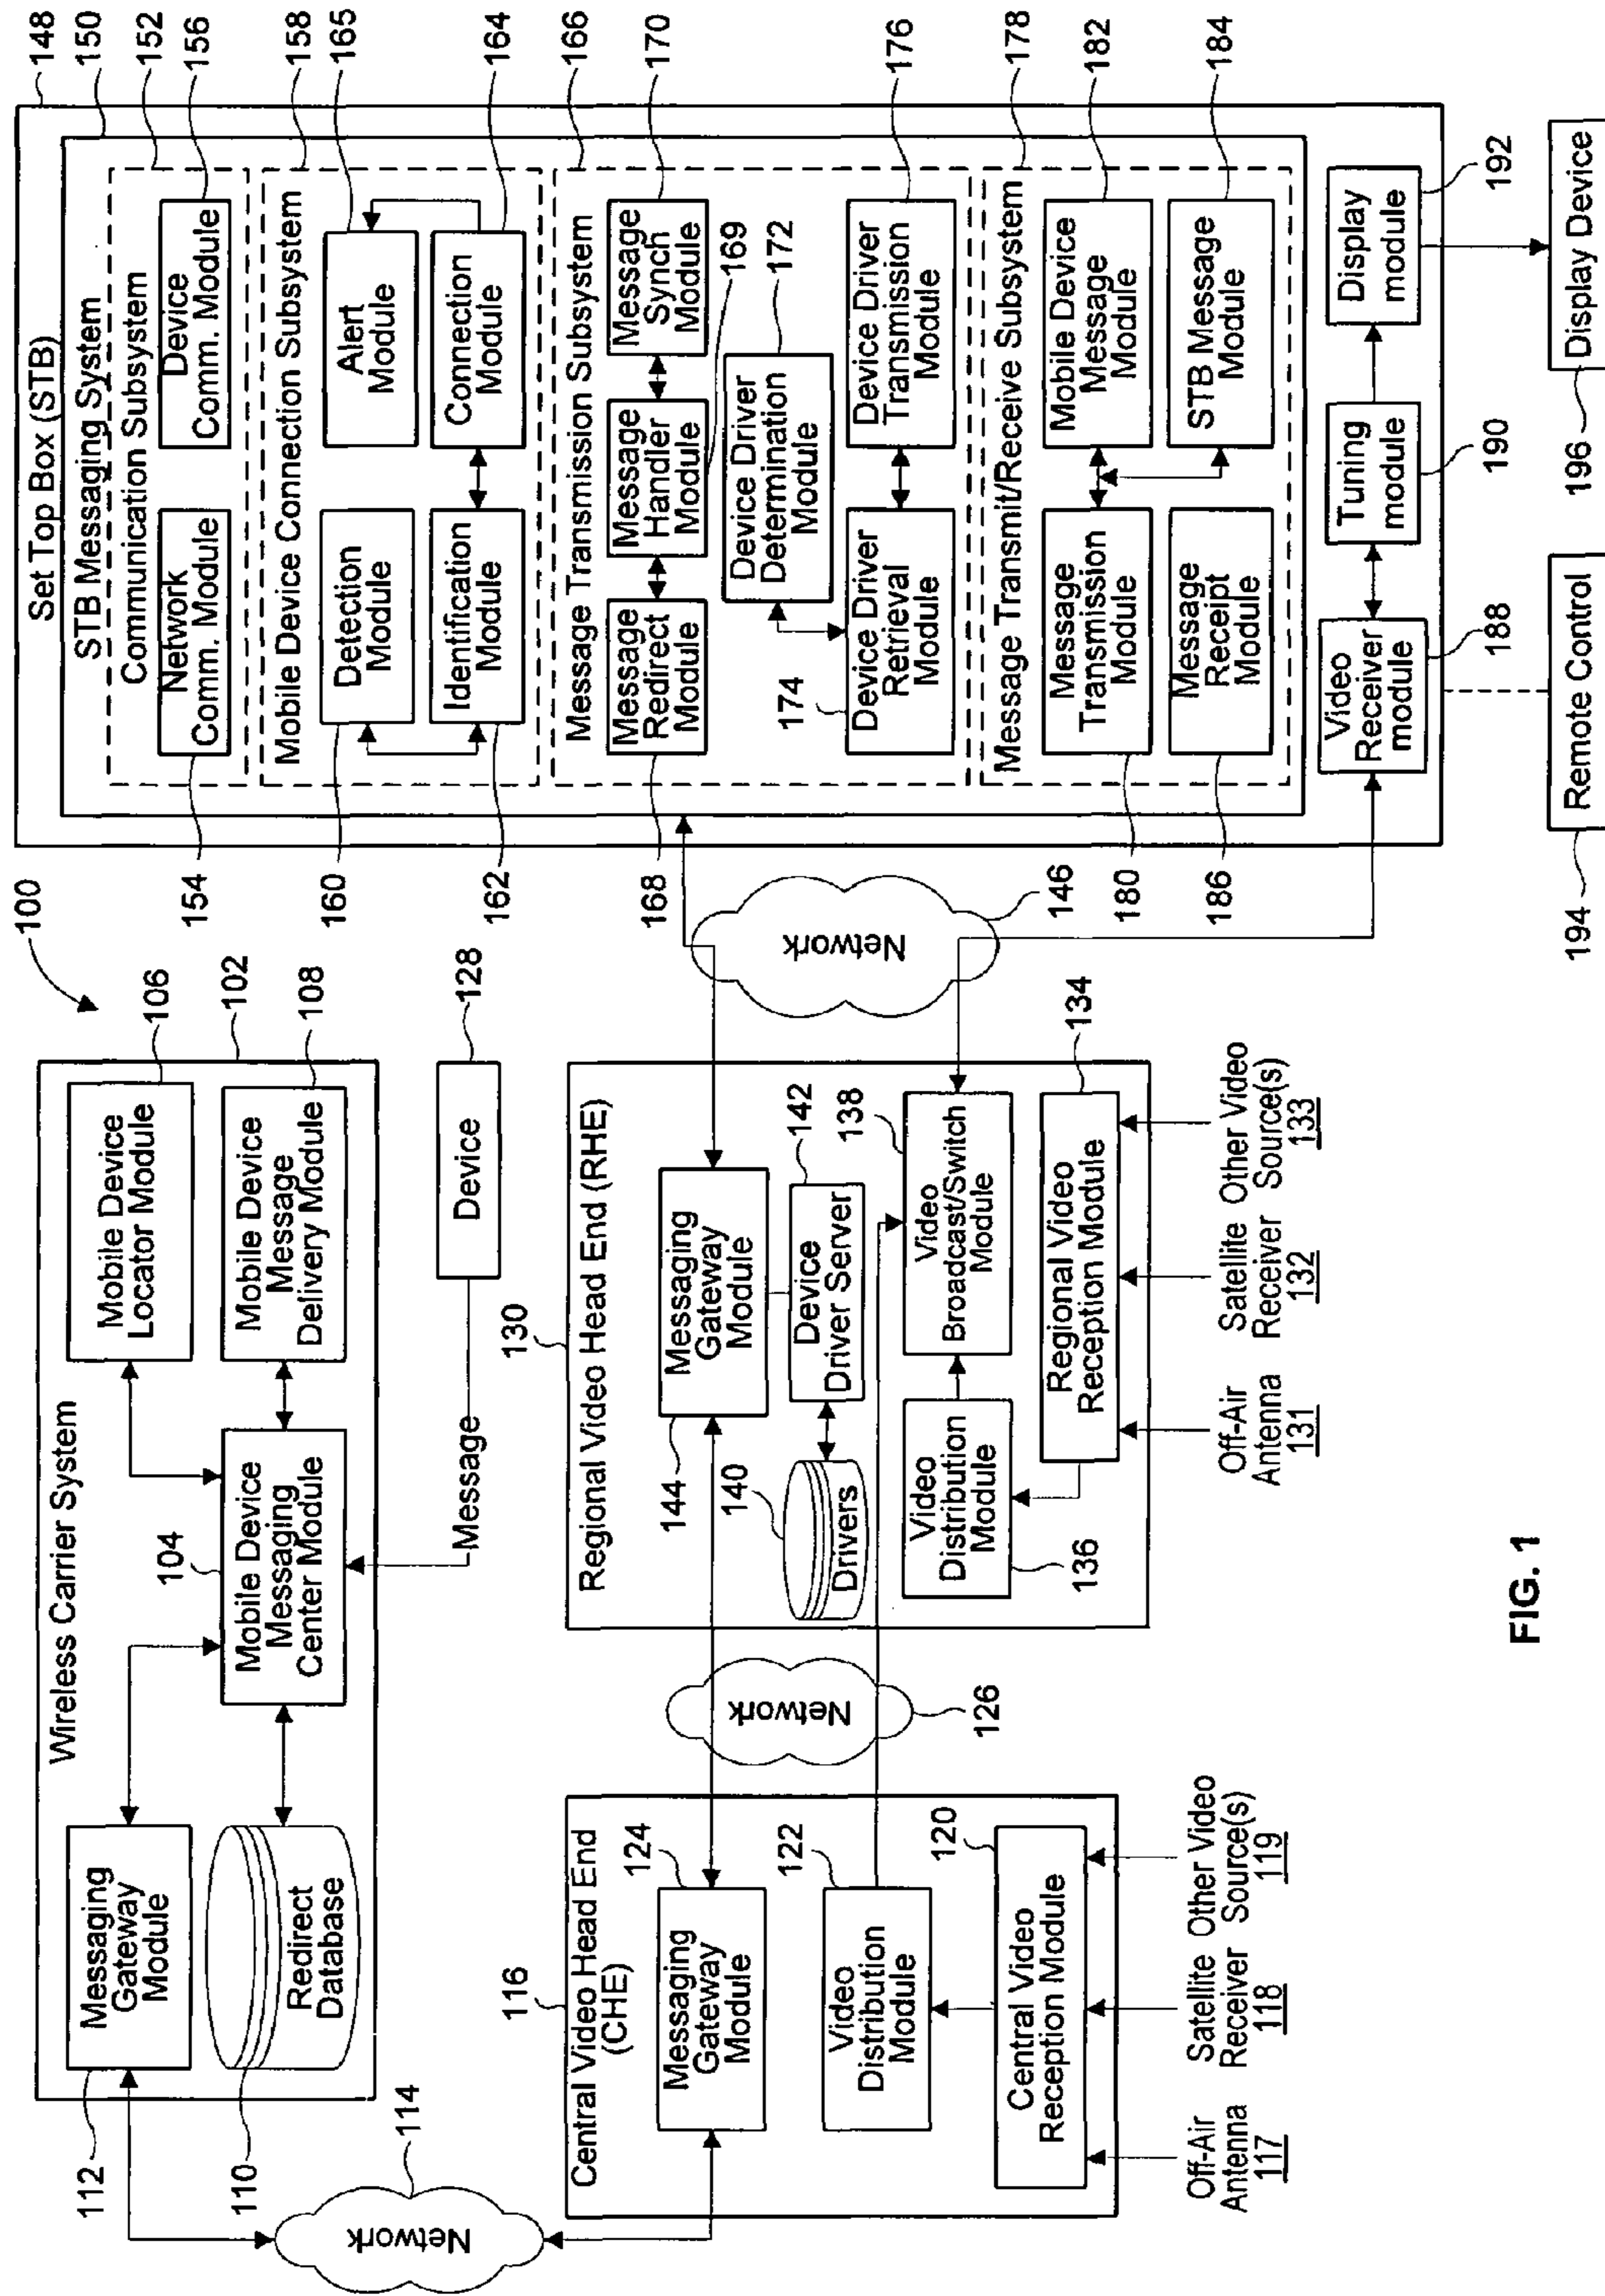 100
Wireless Carrier System
102
Messaging
Gateway
Module
112
Redirect
Database
110
104
Mobile Device
Messaging
Center Module
Mobile Device
Locator Module
106
Mobile Device
Message
Delivery Module
108
Message
Device
128
Network
114
116
Central Video Head End
(CHE)
Messaging
Gateway
Module
124
Video
Distribution
Module
122
Central Video
Reception Module
120
Off-Air
Antenna
117
Satellite
Receiver
118
Other Video
Source(s)
119
Network
126
130
Regional Video Head End (RHE)
144
Messaging
Gateway
Module
140
Drivers
Device
Driver Server
142
Video
Distribution
Module
136
Video
Broadcast/Switch
Module
138
Regional Video
Reception Module
134
Off-Air
Antenna
131
Satellite
Receiver
132
Other Video
Source(s)
133
Network
146
Set Top Box (STB)
148
STB Messaging System
150
Communication Subsystem
152
Network
Comm. Module
154
Device
Comm. Module
156
Mobile Device Connection Subsystem
158
Detection
Module
160
Alert
Module
165
Identification
Module
162
Connection
Module
164
Message Transmission Subsystem
166
Message
Redirect
Module
168
Message
Handler
Module
169
Message
Synch
Module
170
Device Driver
Determination
Module
172
174
Device Driver
Retrieval
Module
Device Driver
Transmission
Module
176
Message Transmit/Receive Subsystem
178
Message
Transmission
Module
180
Mobile Device
Message
Module
182
Message
Receipt
Module
186
STB Message
Module
184
Video
Receiver
module
188
Tuning
module
190
Display
module
192
Remote Control
194
Display Device
196
FIG. 1